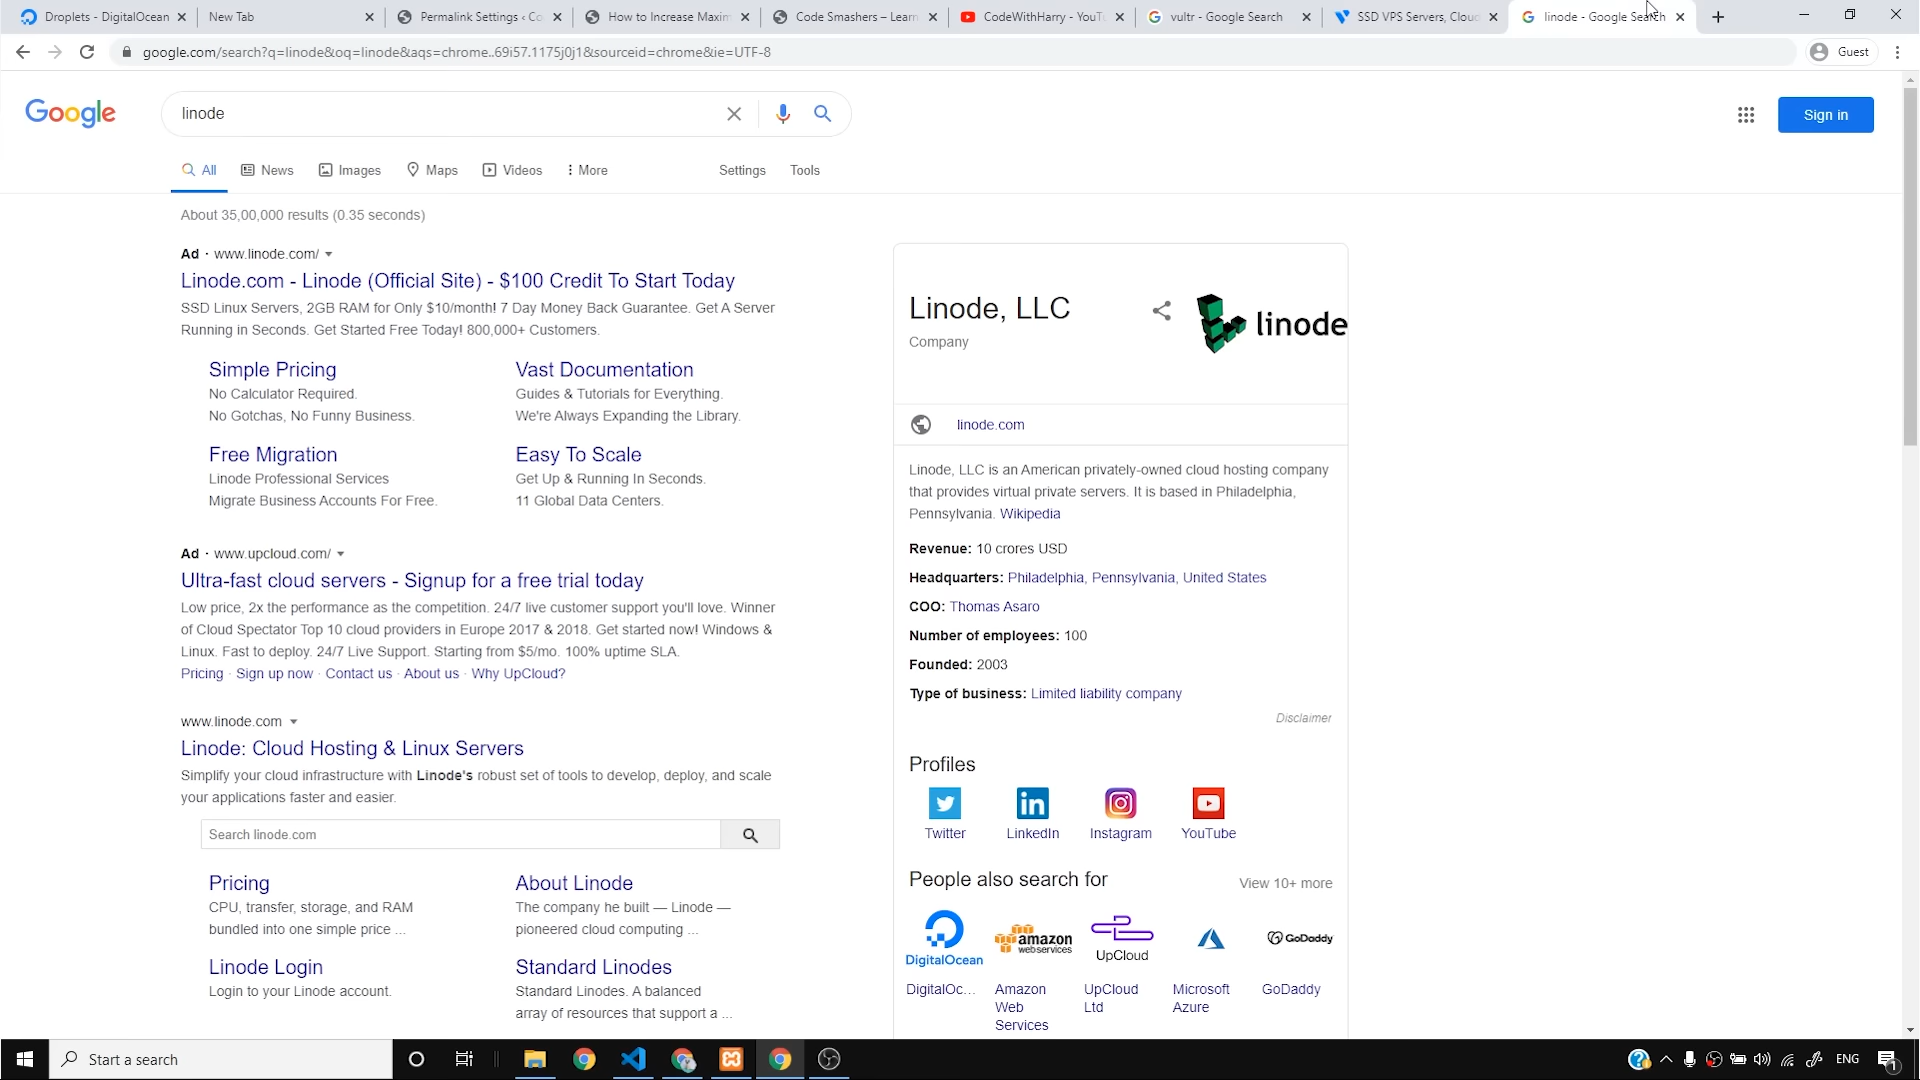 Droplets - DigitalOcean
New Tab
Permalink Settings ‹ Co
How to Increase Maxim
Code Smashers – Learn
CodeWithHarry - YouTu
vultr - Google Search
SSD VPS Servers, Cloud
linode - Google Search
google.com/search?q=linode&oq=linode&aqs=chrome..69i57.1175j0j1&sourceid=chrome&ie=UTF-8
Guest
Google
linode
Sign in
All
News
Images
Maps
Videos
More
Settings
Tools
About 35,00,000 results (0.35 seconds)
Ad · www.linode.com/
Linode.com - Linode (Official Site) - $100 Credit To Start Today
SSD Linux Servers, 2GB RAM for Only $10/month! 7 Day Money Back Guarantee. Get A Server
Running in Seconds. Get Started Free Today! 800,000+ Customers.
Simple Pricing
No Calculator Required.
No Gotchas, No Funny Business.
Vast Documentation
Guides & Tutorials for Everything.
We're Always Expanding the Library.
Free Migration
Linode Professional Services
Migrate Business Accounts For Free.
Easy To Scale
Get Up & Running In Seconds.
11 Global Data Centers.
Ad · www.upcloud.com/
Ultra-fast cloud servers - Signup for a free trial today
Low price, 2x the performance as the competition. 24/7 live customer support you'll love. Winner
of Cloud Spectator Top 10 cloud providers in Europe 2017 & 2018. Get started now! Windows &
Linux. Fast to deploy. 24/7 Live Support. Starting from $5/mo. 100% uptime SLA.
Pricing · Sign up now · Contact us · About us · Why UpCloud?
www.linode.com
Linode: Cloud Hosting & Linux Servers
Simplify your cloud infrastructure with Linode's robust set of tools to develop, deploy, and scale
your applications faster and easier.
Search linode.com
Pricing
CPU, transfer, storage, and RAM
bundled into one simple price ...
About Linode
The company he built — Linode —
pioneered cloud computing ...
Linode Login
Login to your Linode account.
Standard Linodes
Standard Linodes. A balanced
array of resources that support a ...
Linode, LLC
Company
linode
linode.com
Linode, LLC is an American privately-owned cloud hosting company
that provides virtual private servers. It is based in Philadelphia,
Pennsylvania. Wikipedia
Revenue: 10 crores USD
Headquarters: Philadelphia, Pennsylvania, United States
COO: Thomas Asaro
Number of employees: 100
Founded: 2003
Type of business: Limited liability company
Disclaimer
Profiles
Twitter
LinkedIn
Instagram
YouTube
People also search for
View 10+ more
DigitalOcean
amazon
webservices
UpCloud
GoDaddy
DigitalOc...
Amazon
Web
Services
UpCloud
Ltd
Microsoft
Azure
GoDaddy
Start a search
ENG
1